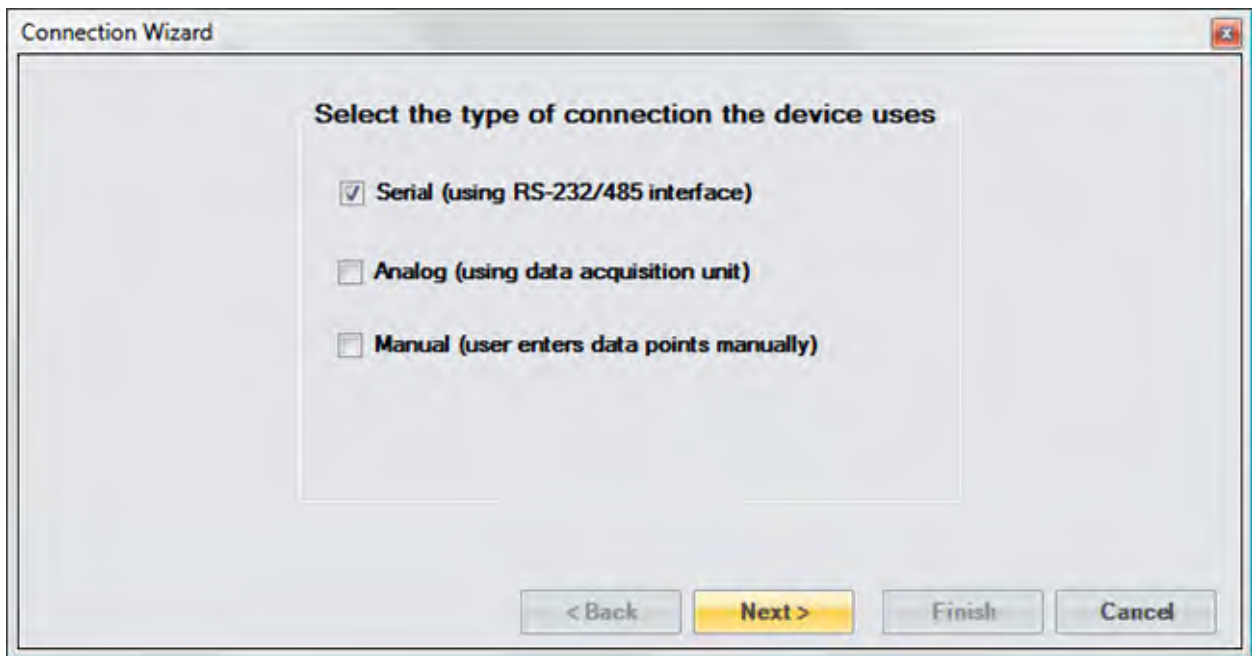 Connection Wizard
Select the type of connection the device uses
Serial (using RS-232/485 interface)
Analog (using data acquisition unit)
Manual (user enters data points manually)
< Back Next > Finish Cancel